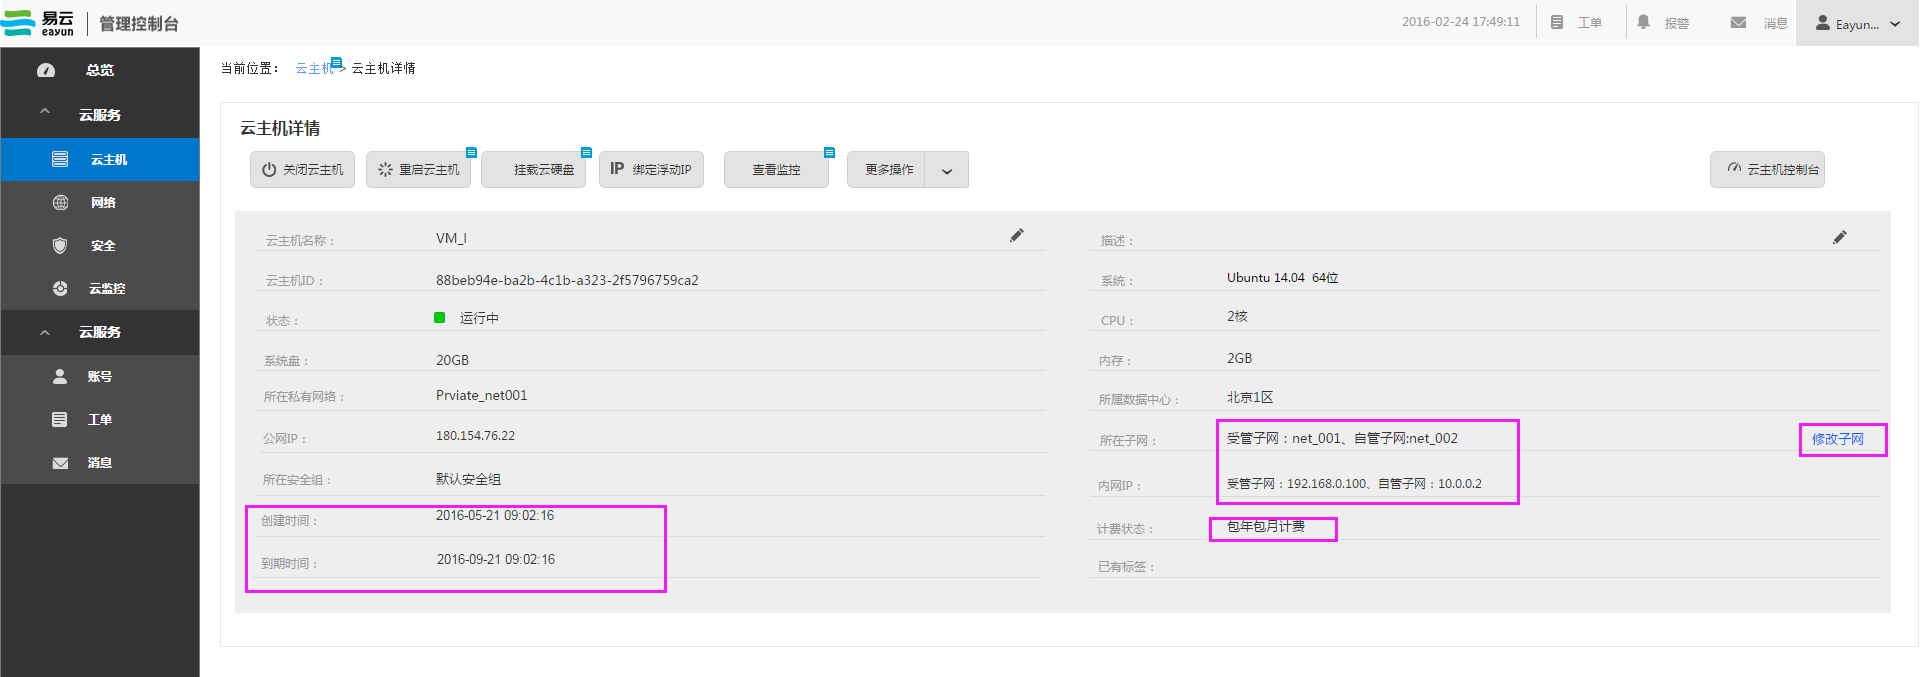 易云 eayun 管理控制台
2016-02-24 17:49:11 工单 报警 消息 Eayun...
总览
云服务
云主机
网络
安全
云监控
云服务
账号
工单
消息
当前位置： 云主机 > 云主机详情
云主机详情
关闭云主机 重启云主机 挂载云硬盘 IP 绑定浮动IP 查看监控 更多操作 云主机控制台
云主机名称： VM_I
描述：
云主机ID： 88beb94e-ba2b-4c1b-a323-2f5796759ca2
系统： Ubuntu 14.04 64位
状态： 运行中
CPU： 2核
系统盘： 20GB
内存： 2GB
所在私有网络： Prviate_net001
所属数据中心： 北京1区
公网IP： 180.154.76.22
所在子网： 受管子网：net_001、自管子网:net_002 修改子网
所在安全组： 默认安全组
内网IP： 受管子网：192.168.0.100、自管子网：10.0.0.2
创建时间： 2016-05-21 09:02:16
计费状态： 包年包月计费
到期时间： 2016-09-21 09:02:16
已有标签：